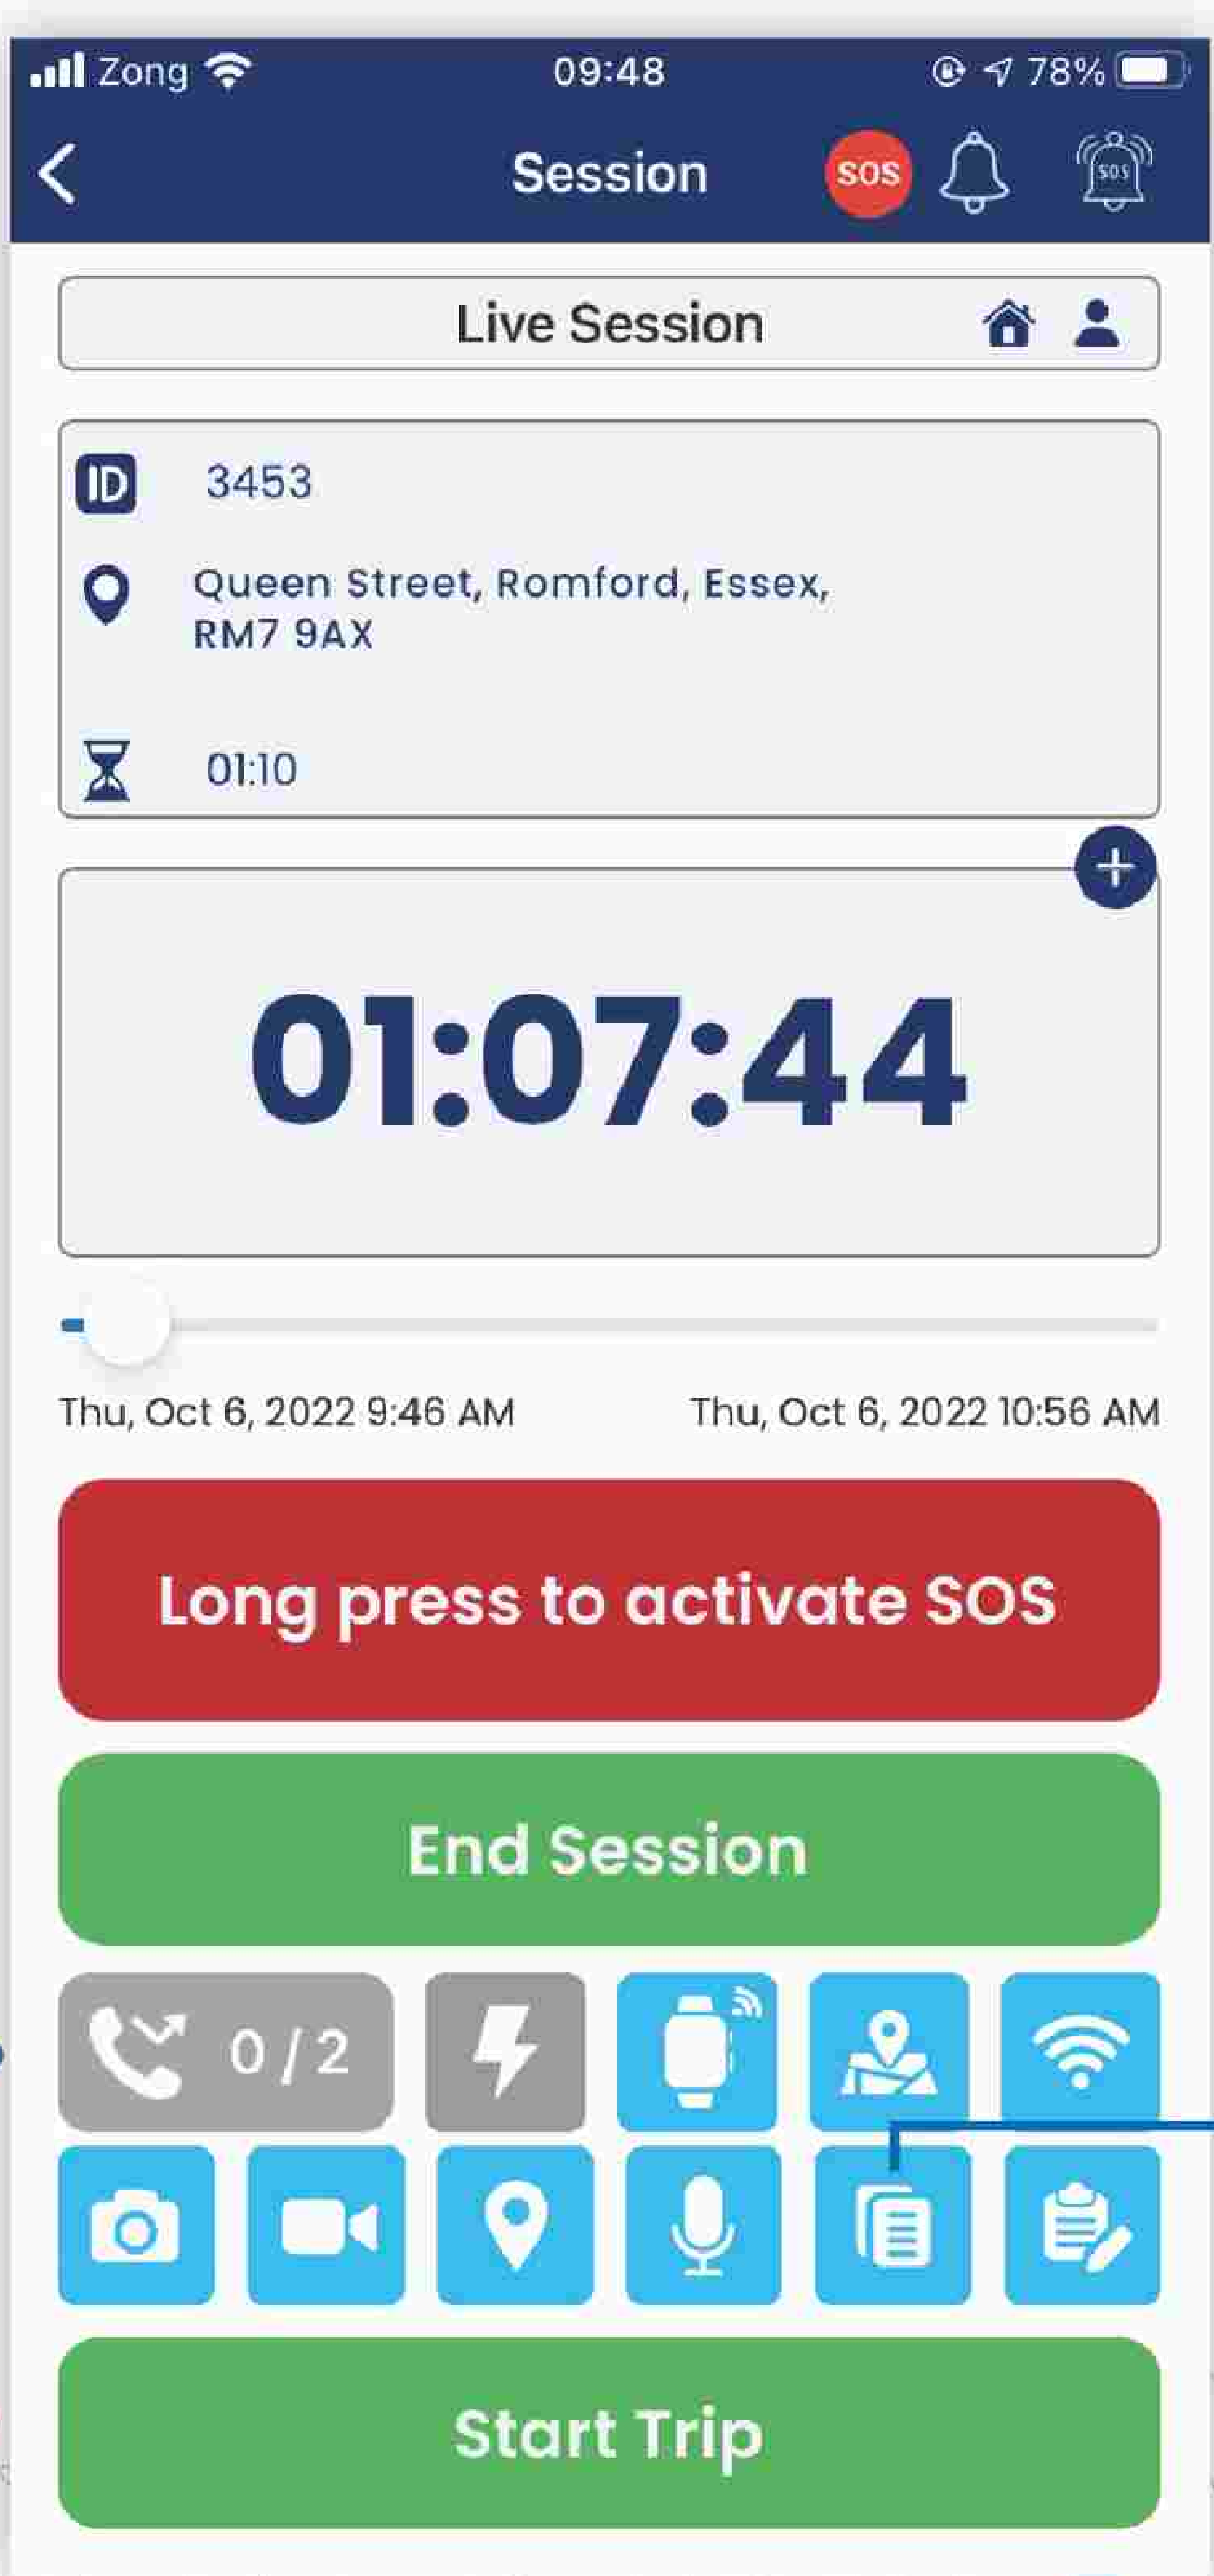 Zong 09:48 78%
Session SOS SOS
Live Session
ID 3453
Queen Street, Romford, Essex,
RM7 9AX
01:10
01:07:44
Thu, Oct 6, 2022 9:46 AM Thu, Oct 6, 2022 10:56 AM
Long press to activate SOS
End Session
0/2
Start Trip